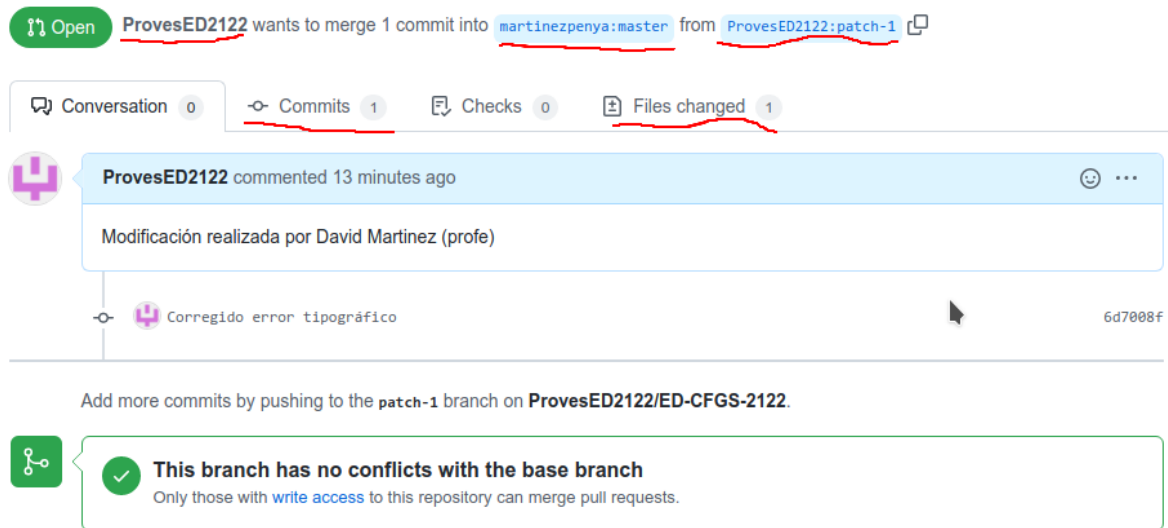 Open ProvesED2122 wants to merge 1 commit into martinezpenya:master from ProvesED2122:patch-1
Conversation 0 Commits 1 Checks 0 Files changed 1
ProvesED2122 commented 13 minutes ago
Modificación realizada por David Martinez (profe)
Corregido error tipográfico 6d7008f
Add more commits by pushing to the patch-1 branch on ProvesED2122/ED-CFGS-2122.
This branch has no conflicts with the base branch
Only those with write access to this repository can merge pull requests.